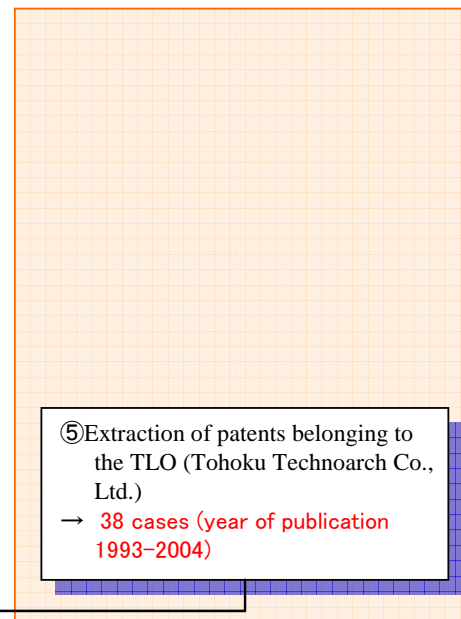 ⑤Extraction of patents belonging to
the TLO (Tohoku Technoarch Co.,
Ltd.)
→ 38 cases (year of publication
1993-2004)